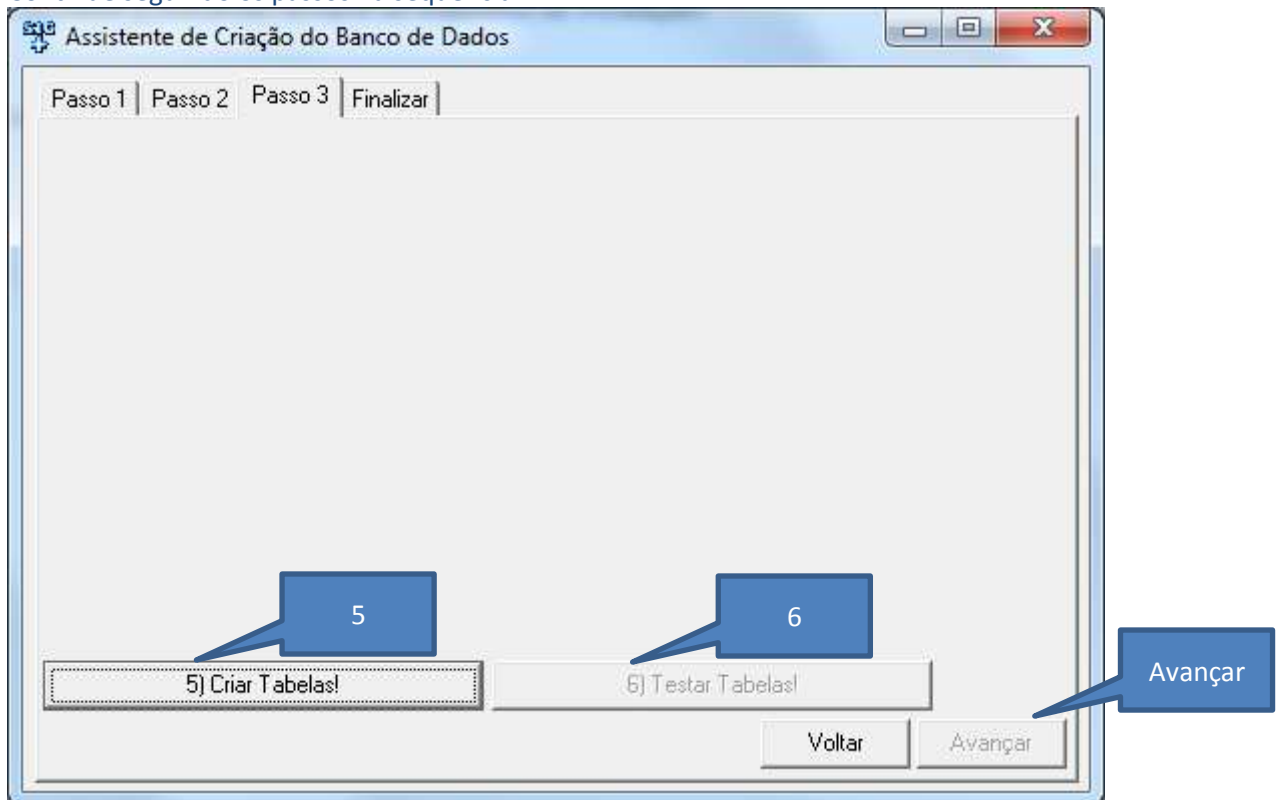 Assistente de Criação do Banco de Dados
Passo 1 Passo 2 Passo 3 Finalizar
5
6
Avançar
5) Criar Tabelas!
6) Testar Tabelas!
Voltar
Avançar